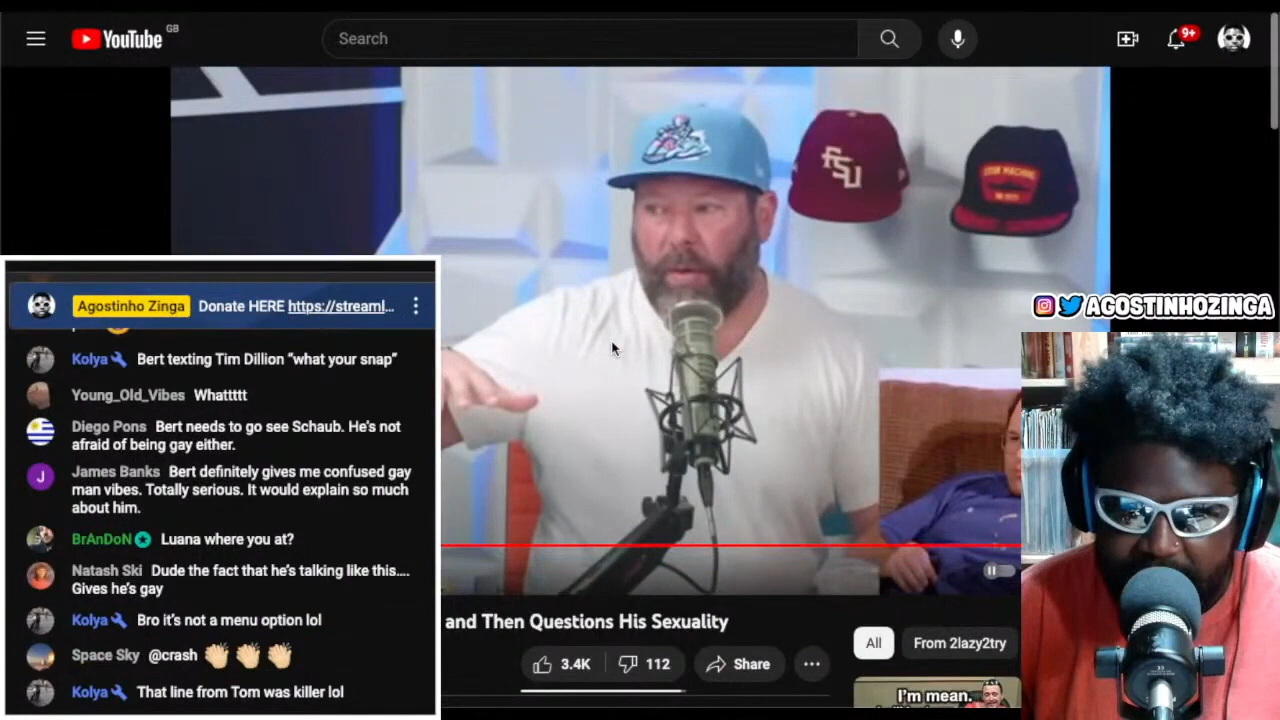 YouTube GB
Search
9+
FSU
Agostinho Zinga Donate HERE https://streaml...
Kolya Bert texting Tim Dillion “what your snap”
Young_Old_Vibes Whattttt
Diego Pons Bert needs to go see Schaub. He's not
afraid of being gay either.
James Banks Bert definitely gives me confused gay
man vibes. Totally serious. It would explain so much
about him.
BrAnDoN Luana where you at?
Natash Ski Dude the fact that he's talking like this....
Gives he's gay
Kolya Bro it's not a menu option lol
Space Sky @crash
Kolya That line from Tom was killer lol
J
AGOSTINHOZINGA
and Then Questions His Sexuality
3.4K 112 Share
All From 2lazy2try
I'm mean.